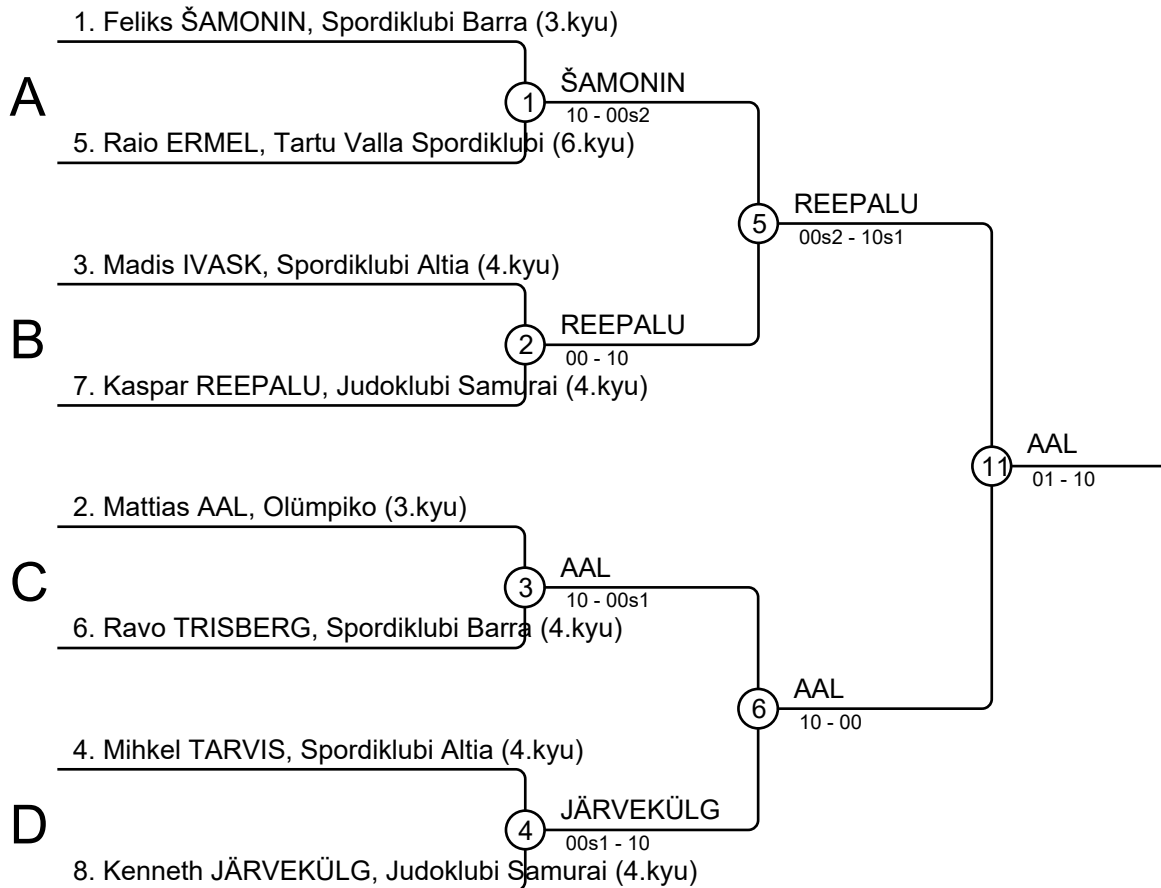 1. Feliks ŠAMONIN, Spordiklubi Barra (3.kyu)
A
1
ŠAMONIN
10 - 00s2
5. Raio ERMEL, Tartu Valla Spordiklubi (6.kyu)
5
REEPALU
00s2 - 10s1
3. Madis IVASK, Spordiklubi Altia (4.kyu)
B
2
REEPALU
00 - 10
7. Kaspar REEPALU, Judoklubi Samurai (4.kyu)
11
AAL
01 - 10
2. Mattias AAL, Olümpiko (3.kyu)
C
3
AAL
10 - 00s1
6. Ravo TRISBERG, Spordiklubi Barra (4.kyu)
6
AAL
10 - 00
4. Mihkel TARVIS, Spordiklubi Altia (4.kyu)
D
4
JÄRVEKÜLG
00s1 - 10
8. Kenneth JÄRVEKÜLG, Judoklubi Samurai (4.kyu)